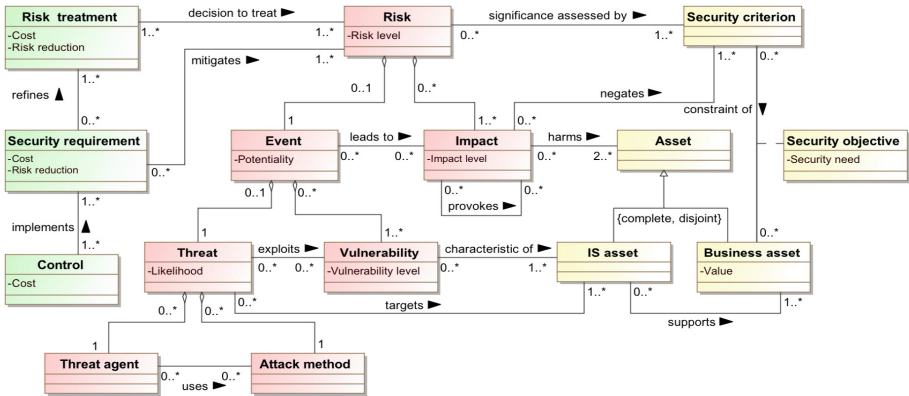 Risk treatment
-Cost
-Risk reduction
decision to treat
1..*
1..*
Risk
-Risk level
significance assessed by
0..*
1..*
Security criterion
mitigates
1..*
1..*
refines
0..*
0..1
0..*
1
1..*
negates
0..*
1..*
0..*
constraint of
Security requirement
-Cost
-Risk reduction
0..*
Event
-Potentiality
leads to
0..*
0..*
Impact
-Impact level
harms
0..*
2..*
Asset
Security objective
-Security need
0..*
0..*
provokes
1..*
implements
1..*
0..1
0..*
1
1..*
{complete, disjoint}
0..*
Control
-Cost
Threat
-Likelihood
exploits
0..*
0..*
Vulnerability
-Vulnerability level
characteristic of
0..*
1..*
IS asset
Business asset
-Value
0..*
0..*
0..*
targets
1..*
0..*
supports
1..*
1
1
Threat agent
0..*
uses
0..*
Attack method